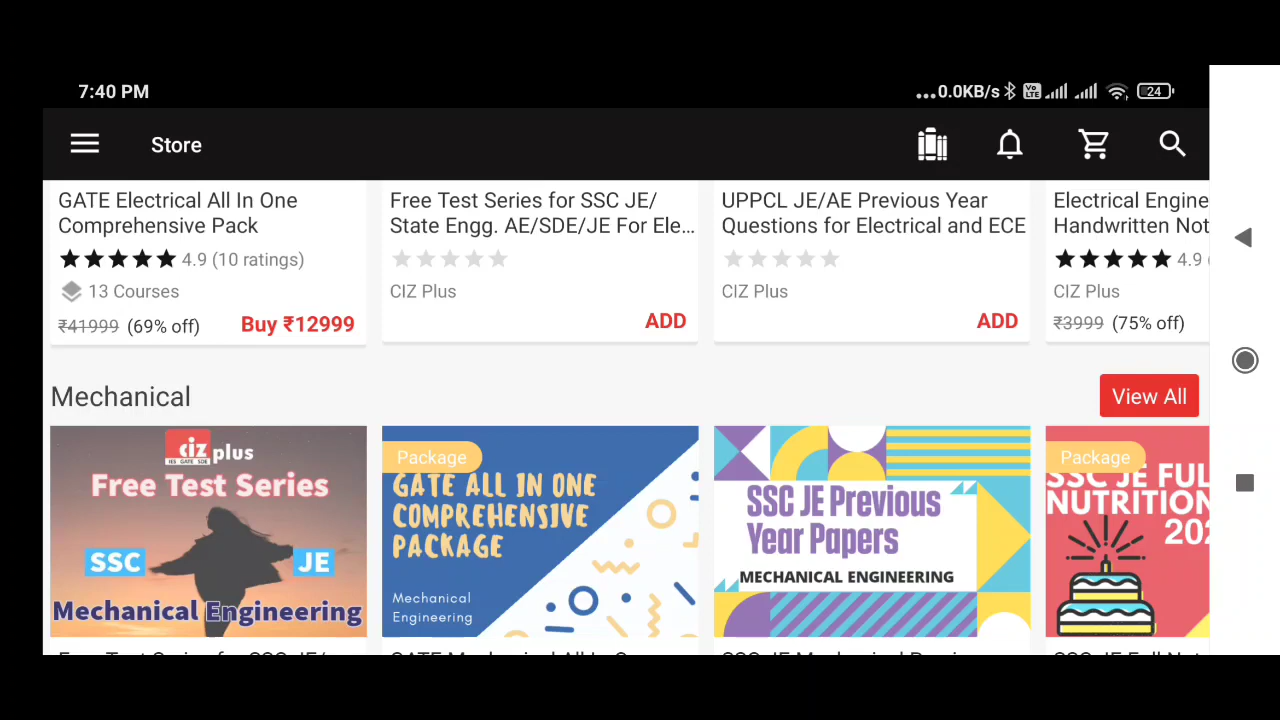 7:40 PM
...0.0KB/s Vo LTE 24
Store
GATE Electrical All In One
Comprehensive Pack
4.9 (10 ratings)
13 Courses
₹41999 (69% off) Buy ₹12999
Free Test Series for SSC JE/
State Engg. AE/SDE/JE For Ele...
CIZ Plus
ADD
UPPCL JE/AE Previous Year
Questions for Electrical and ECE
CIZ Plus
ADD
Electrical Engine
Handwritten Not
4.9
CIZ Plus
₹3999 (75% off)
Mechanical
View All
ciz plus
IES GATE SDE
Free Test Series
SSC JE
Mechanical Engineering
Package
GATE ALL IN ONE
COMPREHENSIVE
PACKAGE
Mechanical
Engineering
SSC JE Previous
Year Papers
MECHANICAL ENGINEERING
Package
SSC JE FUL
NUTRITION
202